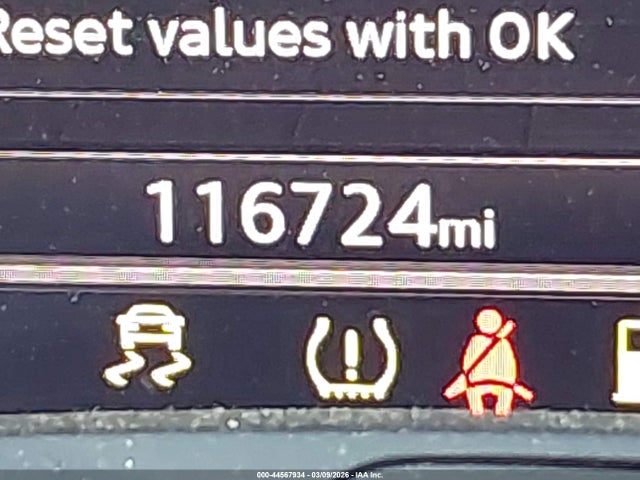 Reset values with OK
116724mi
000-44567934 - 03/09/2026 - IAA Inc.